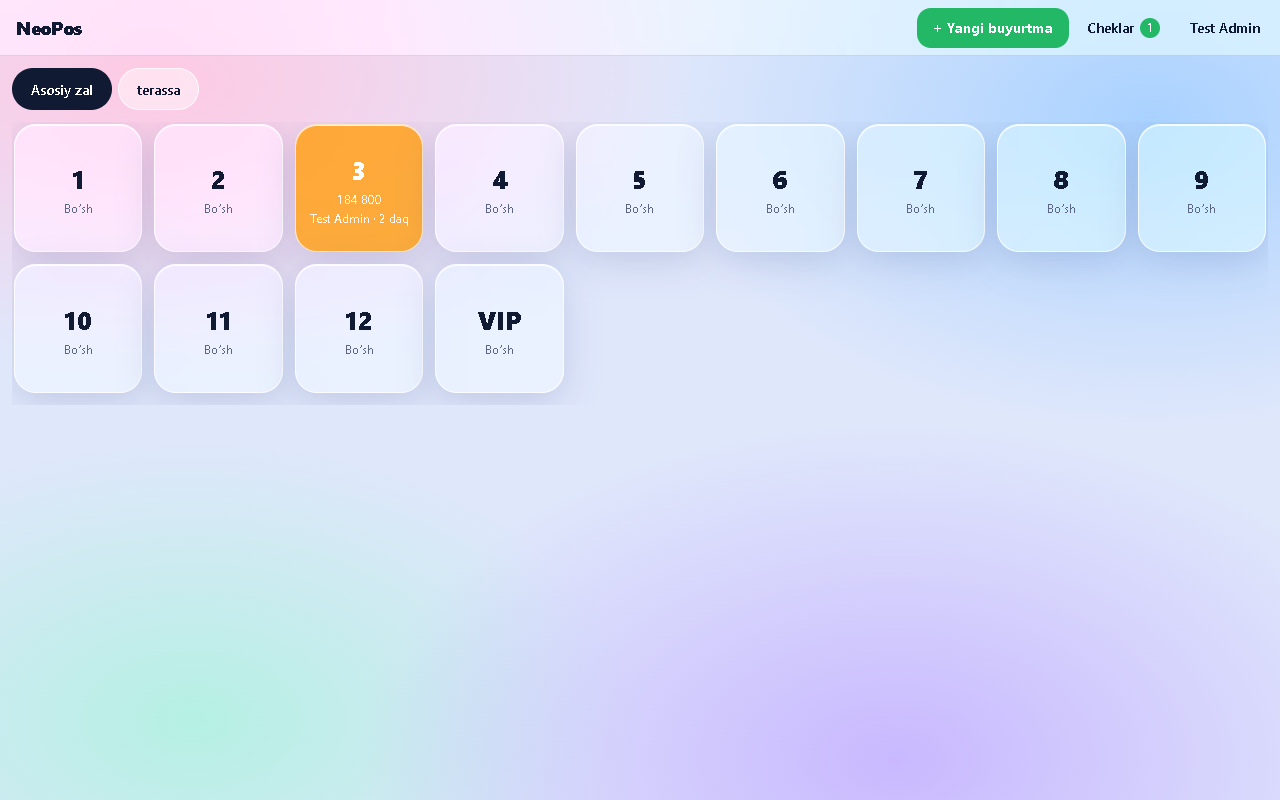 NeoPos
+ Yangi buyurtma
Cheklar 1
Test Admin
Asosiy zal
terassa
1
Bo‘sh
2
Bo‘sh
3
184 800
Test Admin · 2 daq
4
Bo‘sh
5
Bo‘sh
6
Bo‘sh
7
Bo‘sh
8
Bo‘sh
9
Bo‘sh
10
Bo‘sh
11
Bo‘sh
12
Bo‘sh
VIP
Bo‘sh